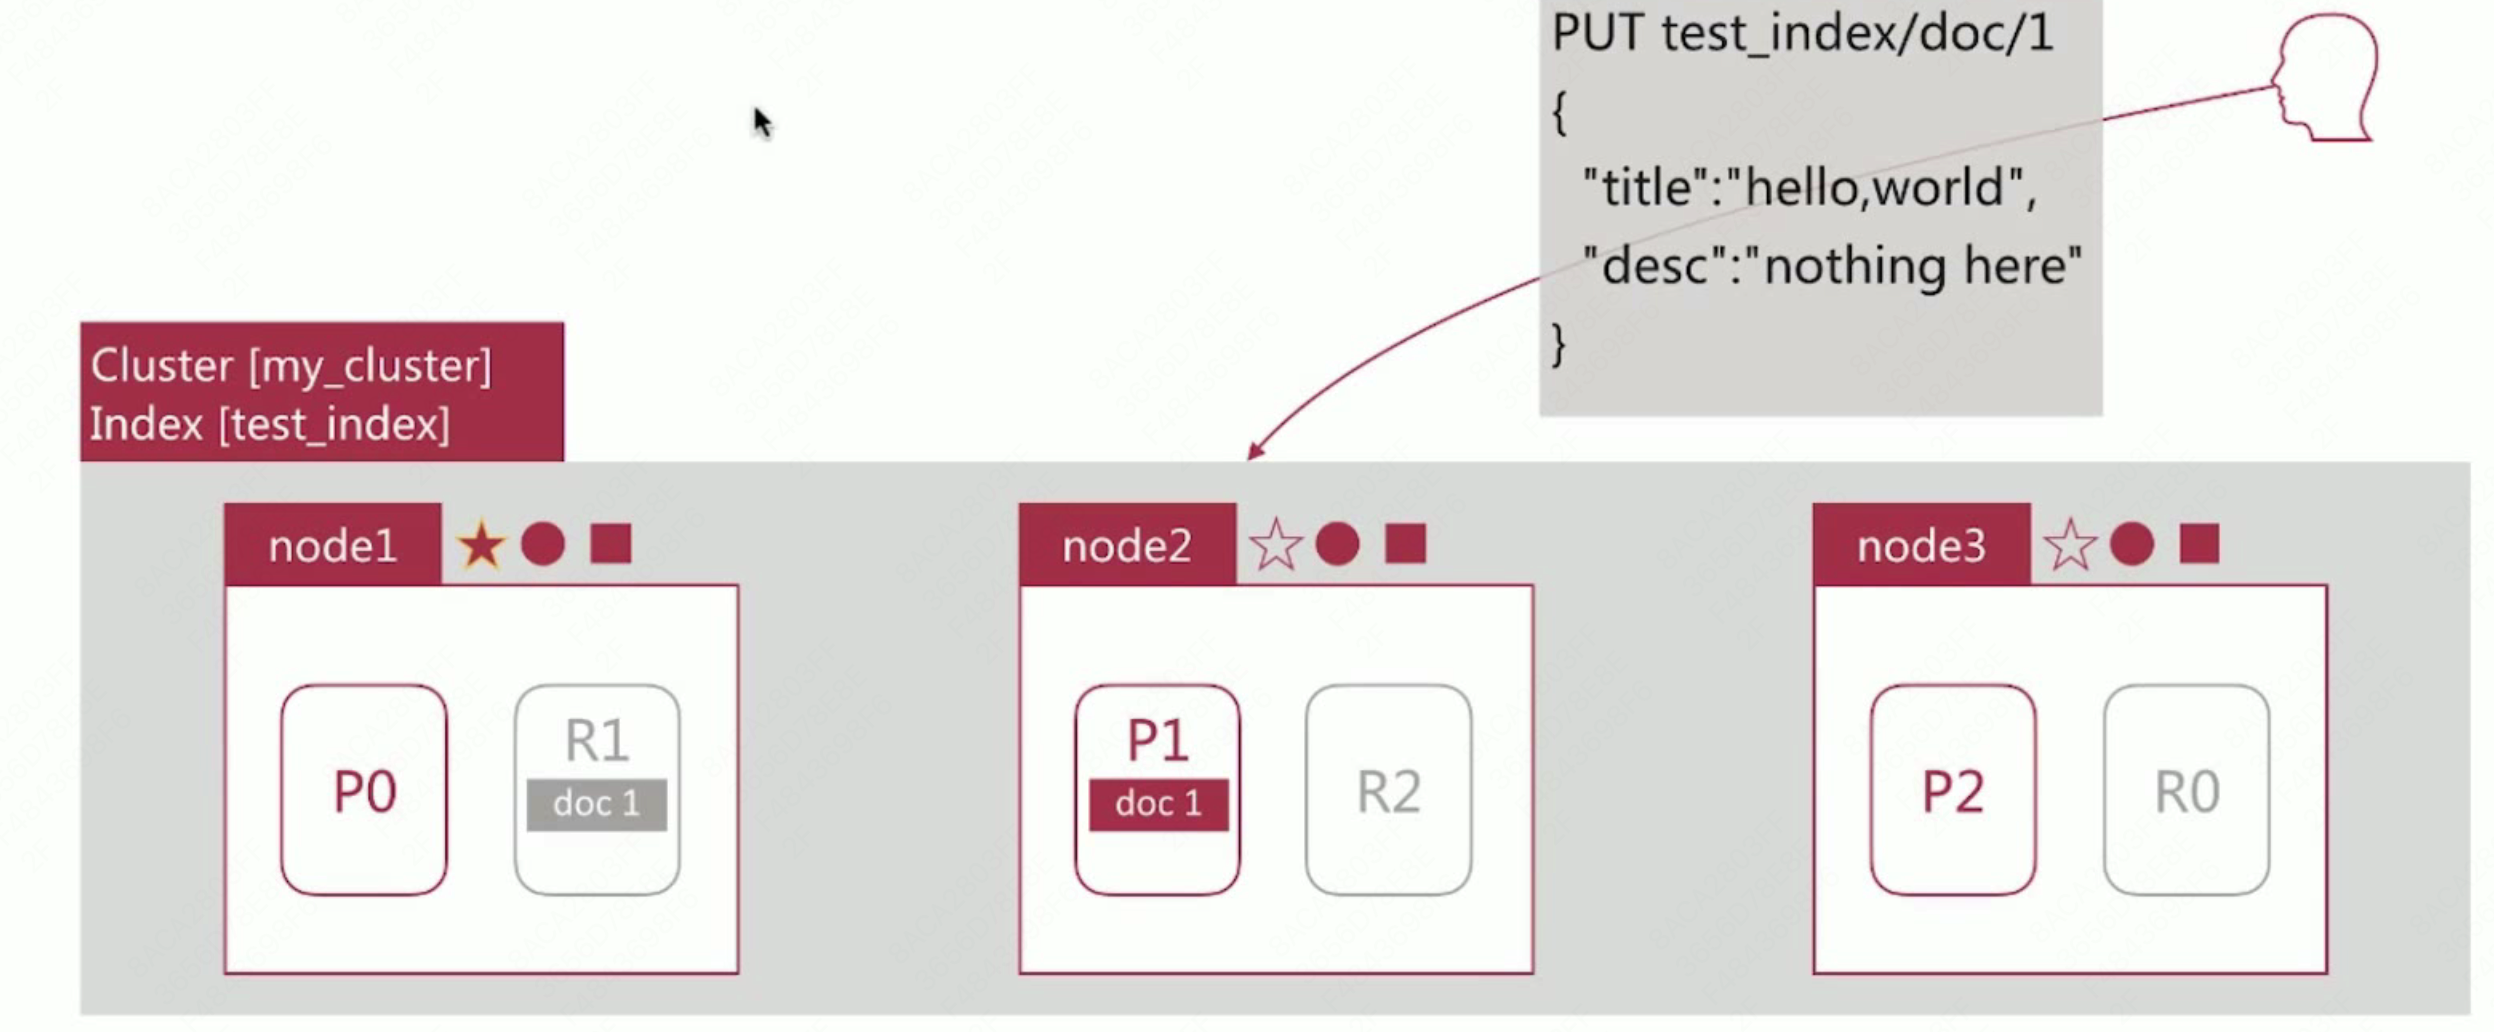 PUT test_index/doc/1
{
"title":"hello,world",
"desc":"nothing here"
}
Cluster [my_cluster]
Index [test_index]
node1
node2
node3
P0
R1
doc 1
P1
doc 1
R2
P2
R0